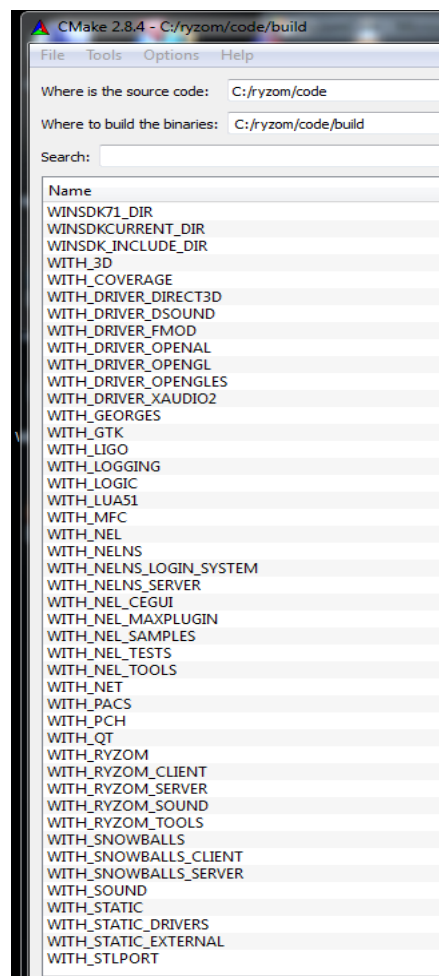 CMake 2.8.4 - C:/ryzom/code/build
File Tools Options Help
Where is the source code: C:/ryzom/code
Where to build the binaries: C:/ryzom/code/build
Search:
Name
WINSDK71_DIR
WINSDKCURRENT_DIR
WINSDK_INCLUDE_DIR
WITH_3D
WITH_COVERAGE
WITH_DRIVER_DIRECT3D
WITH_DRIVER_DSOUND
WITH_DRIVER_FMOD
WITH_DRIVER_OPENAL
WITH_DRIVER_OPENGL
WITH_DRIVER_OPENGLES
WITH_DRIVER_XAUDIO2
WITH_GEORGES
WITH_GTK
WITH_LIGO
WITH_LOGGING
WITH_LOGIC
WITH_LUA51
WITH_MFC
WITH_NEL
WITH_NELNS
WITH_NELNS_LOGIN_SYSTEM
WITH_NELNS_SERVER
WITH_NEL_CEGUI
WITH_NEL_MAXPLUGIN
WITH_NEL_SAMPLES
WITH_NEL_TESTS
WITH_NEL_TOOLS
WITH_NET
WITH_PACS
WITH_PCH
WITH_QT
WITH_RYZOM
WITH_RYZOM_CLIENT
WITH_RYZOM_SERVER
WITH_RYZOM_SOUND
WITH_RYZOM_TOOLS
WITH_SNOWBALLS
WITH_SNOWBALLS_CLIENT
WITH_SNOWBALLS_SERVER
WITH_SOUND
WITH_STATIC
WITH_STATIC_DRIVERS
WITH_STATIC_EXTERNAL
WITH_STLPORT